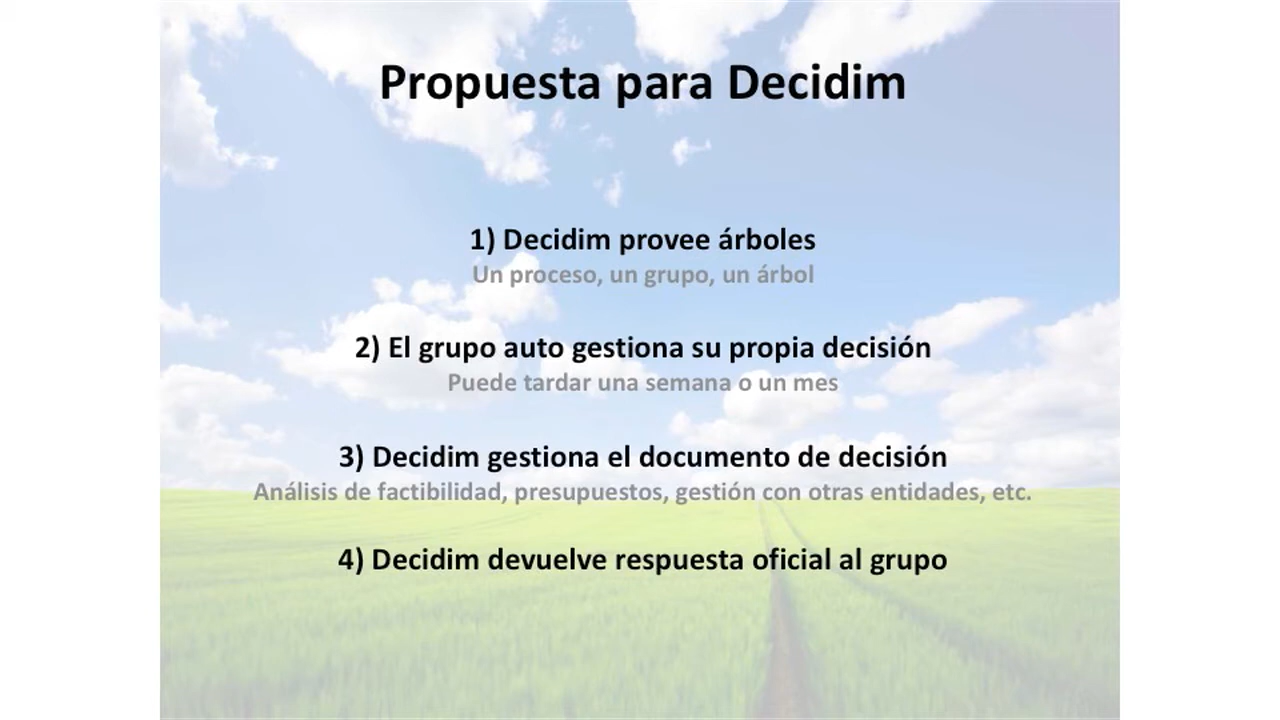 Propuesta para Decidim
1) Decidim provee árboles
Un proceso, un grupo, un árbol
2) El grupo auto gestiona su propia decisión
Puede tardar una semana o un mes
3) Decidim gestiona el documento de decisión
Análisis de factibilidad, presupuestos, gestión con otras entidades, etc.
4) Decidim devuelve respuesta oficial al grupo